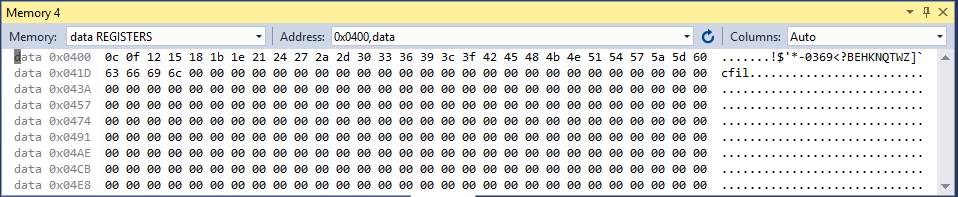 Memory 4
Memory: data REGISTERS Address: 0x0400,data Columns: Auto
data 0x0400 0c 0f 12 15 18 1b 1e 21 24 27 2a 2d 30 33 36 39 3c 3f 42 45 48 4b 4e 51 54 57 5a 5d 60 .......!$'*-0369<?BEHKNQTWZ]`
data 0x041D 63 66 69 6c 00 00 00 00 00 00 00 00 00 00 00 00 00 00 00 00 00 00 00 00 00 00 00 00 00 cfil.........................
data 0x043A 00 00 00 00 00 00 00 00 00 00 00 00 00 00 00 00 00 00 00 00 00 00 00 00 00 00 00 00 00 .............................
data 0x0457 00 00 00 00 00 00 00 00 00 00 00 00 00 00 00 00 00 00 00 00 00 00 00 00 00 00 00 00 00 .............................
data 0x0474 00 00 00 00 00 00 00 00 00 00 00 00 00 00 00 00 00 00 00 00 00 00 00 00 00 00 00 00 00 .............................
data 0x0491 00 00 00 00 00 00 00 00 00 00 00 00 00 00 00 00 00 00 00 00 00 00 00 00 00 00 00 00 00 .............................
data 0x04AE 00 00 00 00 00 00 00 00 00 00 00 00 00 00 00 00 00 00 00 00 00 00 00 00 00 00 00 00 00 .............................
data 0x04CB 00 00 00 00 00 00 00 00 00 00 00 00 00 00 00 00 00 00 00 00 00 00 00 00 00 00 00 00 00 .............................
data 0x04E8 00 00 00 00 00 00 00 00 00 00 00 00 00 00 00 00 00 00 00 00 00 00 00 00 00 00 00 00 00 .............................